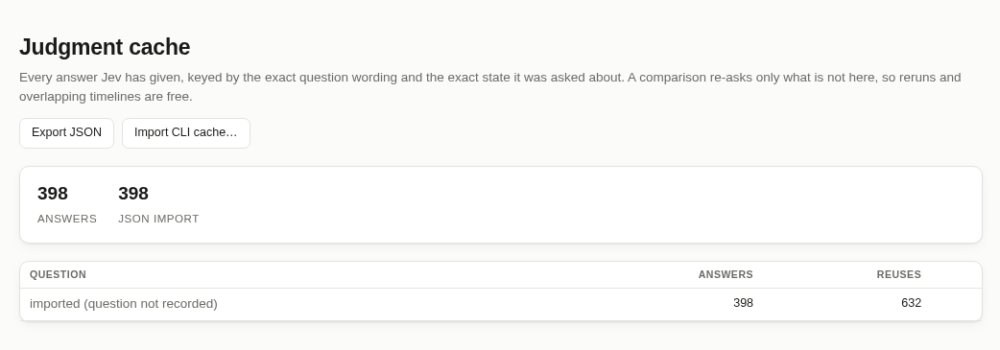 Judgment cache
Every answer Jev has given, keyed by the exact question wording and the exact state it was asked about. A comparison re-asks only what is not here, so reruns and
overlapping timelines are free.
Export JSON Import CLI cache…
398 398
ANSWERS JSON IMPORT
QUESTION ANSWERS REUSES
imported (question not recorded) 398 632